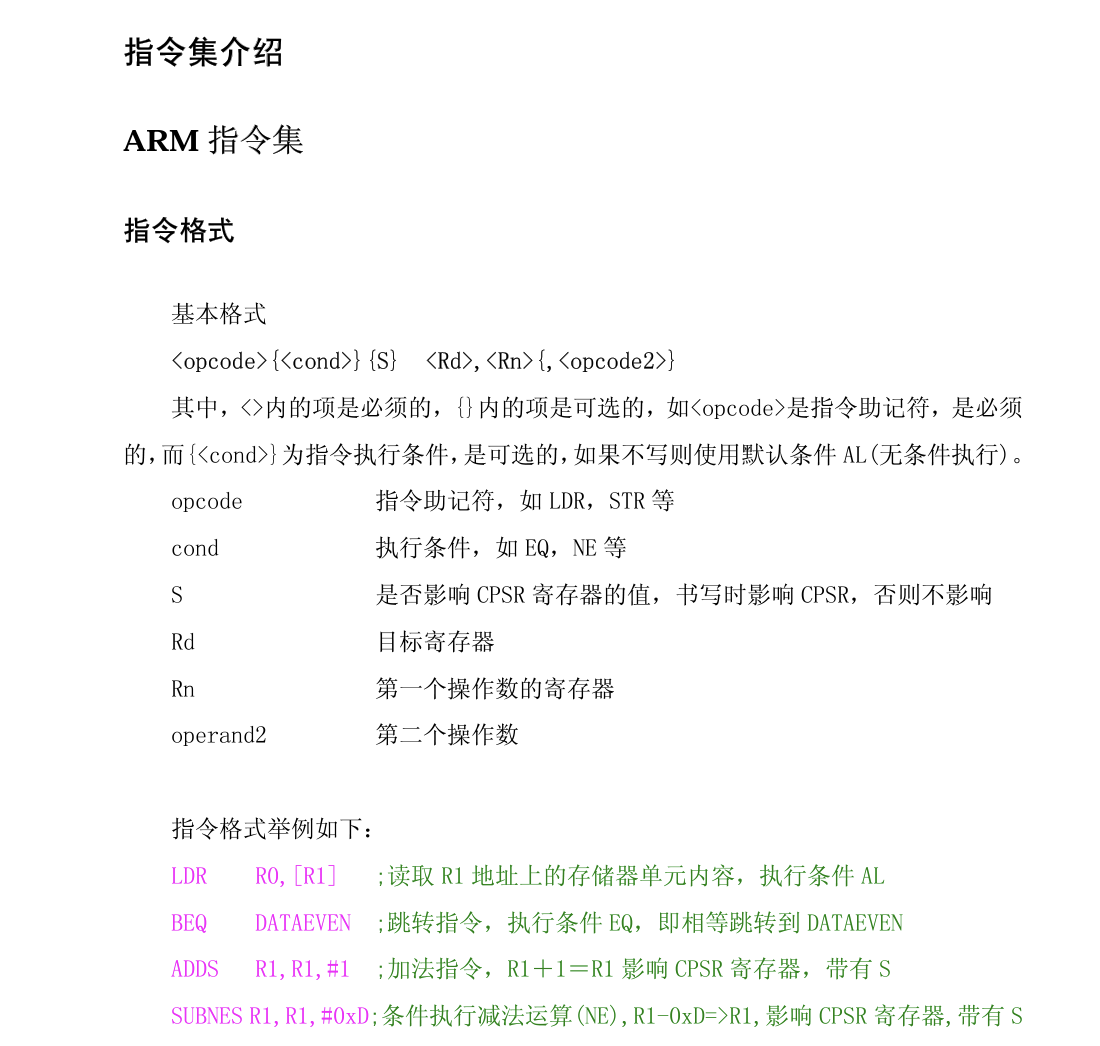 指令集介绍
ARM 指令集
指令格式
基本格式
<opcode>{<cond>}{S} <Rd>,<Rn>{,<opcode2>}
其中，<>内的项是必须的，{}内的项是可选的，如<opcode>是指令助记符，是必须
的，而{<cond>}为指令执行条件，是可选的，如果不写则使用默认条件 AL(无条件执行)。
opcode 指令助记符，如 LDR，STR 等
cond 执行条件，如 EQ，NE 等
S 是否影响 CPSR 寄存器的值，书写时影响 CPSR，否则不影响
Rd 目标寄存器
Rn 第一个操作数的寄存器
operand2 第二个操作数
指令格式举例如下：
LDR R0,[R1] ;读取 R1 地址上的存储器单元内容，执行条件 AL
BEQ DATAEVEN ;跳转指令，执行条件 EQ，即相等跳转到 DATAEVEN
ADDS R1,R1,#1 ;加法指令，R1＋1＝R1 影响 CPSR 寄存器，带有 S
SUBNES R1,R1,#0xD;条件执行减法运算(NE),R1-0xD=>R1,影响 CPSR 寄存器,带有 S